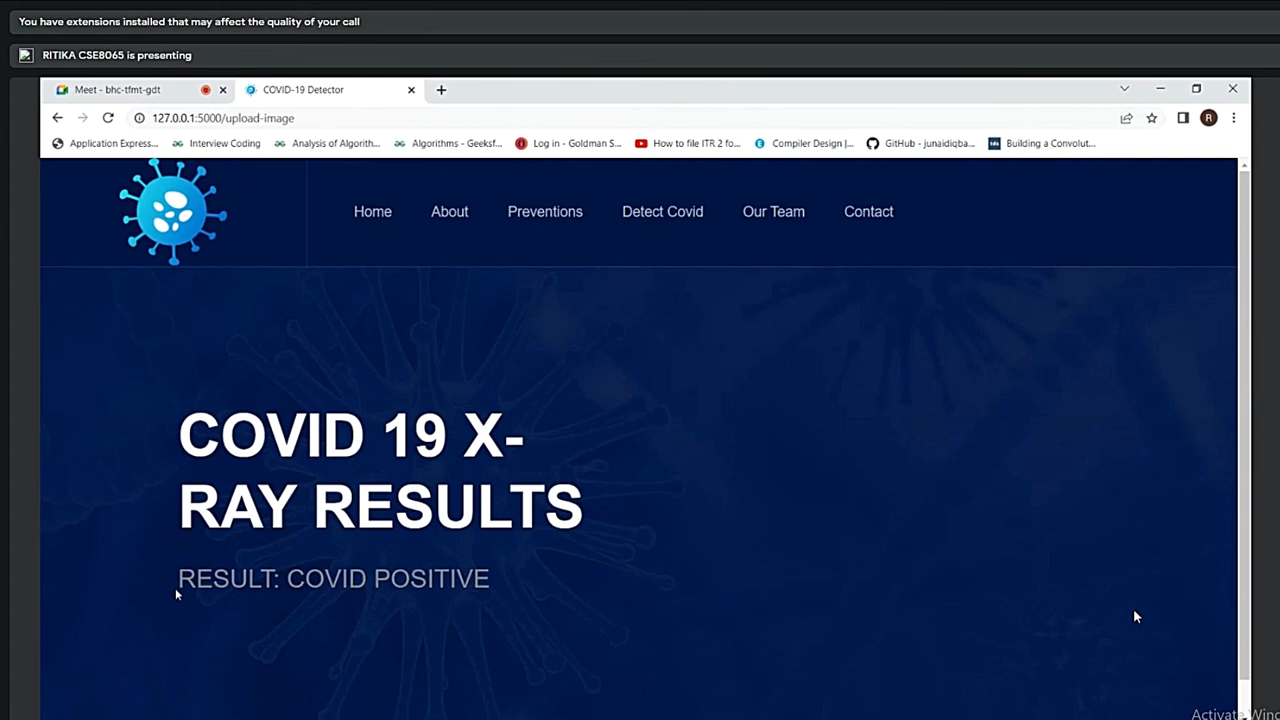 You have extensions installed that may affect the quality of your call
RITIKA CSE8065 is presenting
Meet - bhc-tfmt-gdt
COVID-19 Detector
127.0.0.1:5000/upload-image
R
Application Express...
Interview Coding
Analysis of Algorith...
Algorithms - Geeksf...
Log in - Goldman S...
How to file ITR 2 fo...
Compiler Design |...
GitHub - junaidiqba...
Building a Convolut...
Home
About
Preventions
Detect Covid
Our Team
Contact
COVID 19 X-
RAY RESULTS
RESULT: COVID POSITIVE
Activate